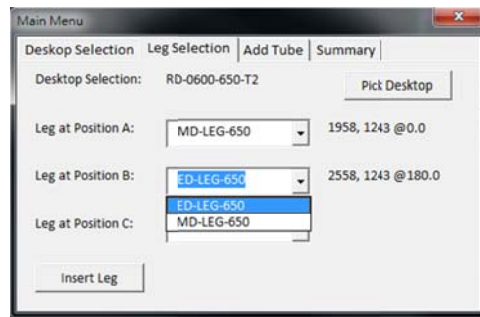 Main Menu
Deskop Selection Leg Selection Add Tube Summary
Desktop Selection: RD-0600-650-T2 Pick Desktop
Leg at Position A: MD-LEG-650 1958, 1243 @0.0
Leg at Position B: ED-LEG-650 2558, 1243 @180.0
ED-LEG-650
MD-LEG-650
Leg at Position C:
Insert Leg